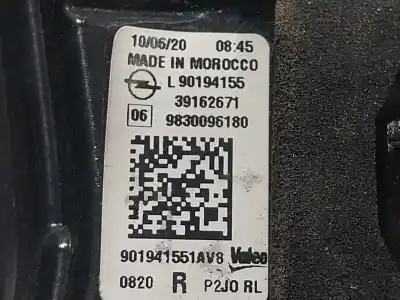 10/06/20 08:45
MADE IN MOROCCO
L 90194155
39162671
06 9830096180
901941551AV8 Valeo
0820 R P2JO RL